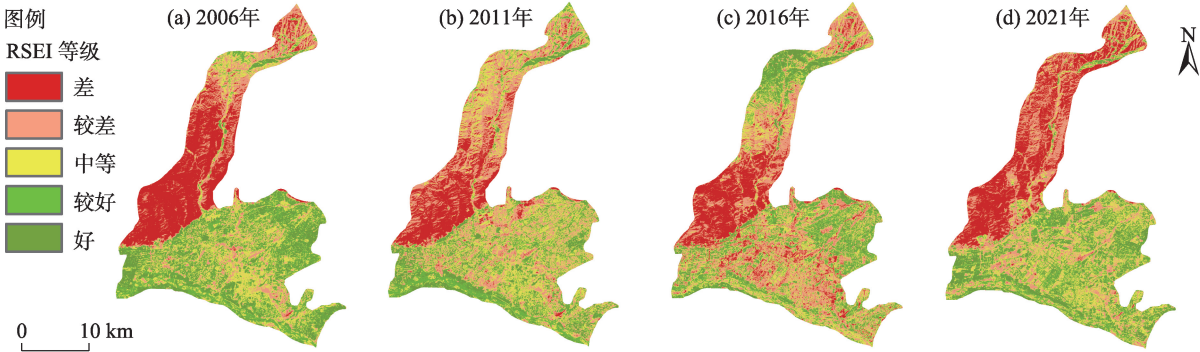 图例
(a) 2006年
(b) 2011年
(c) 2016年
(d) 2021年
RSEI 等级
N
差
较差
中等
较好
好
0 10 km